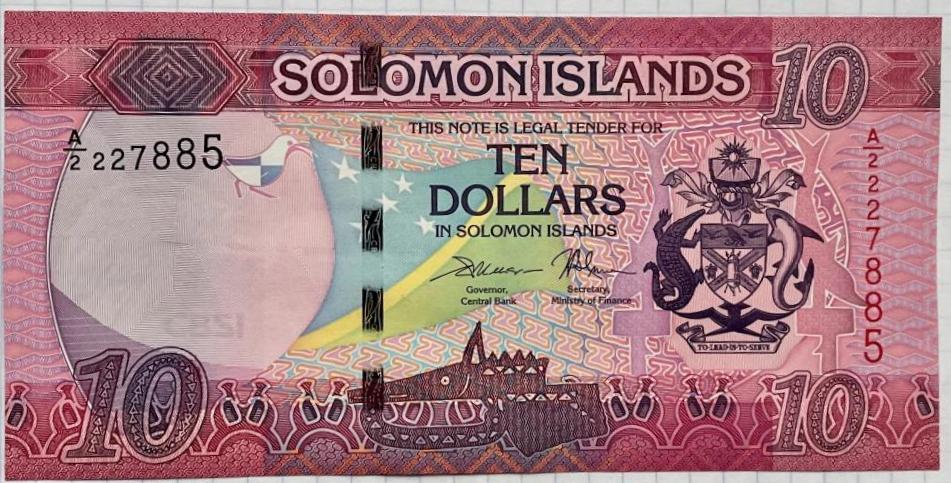 SOLOMON ISLANDS
10
A/2 227885
THIS NOTE IS LEGAL TENDER FOR
TEN
DOLLARS
IN SOLOMON ISLANDS
Governor,
Central Bank
Secretary,
Ministry of Finance
A/2 227885
TO·LEAD·IS·TO·SERVE
10
10